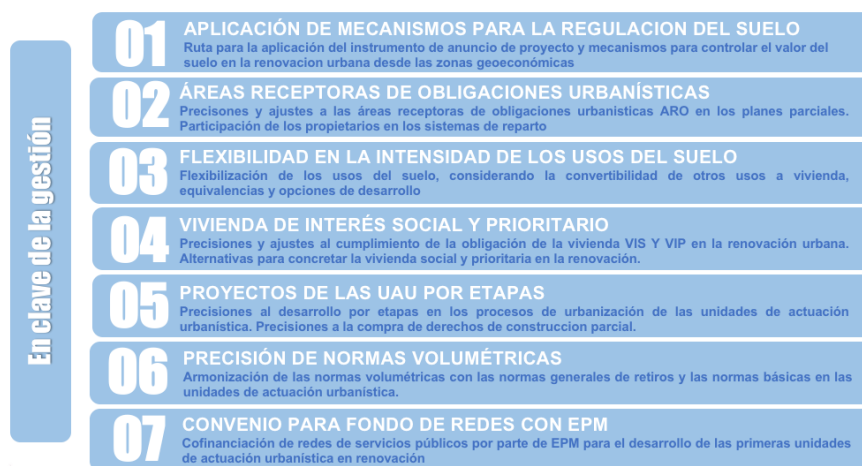 En clave de la gestión
01
APLICACIÓN DE MECANISMOS PARA LA REGULACION DEL SUELO
Ruta para la aplicación del instrumento de anuncio de proyecto y mecanismos para controlar el valor del
suelo en la renovacion urbana desde las zonas geoeconómicas
02
ÁREAS RECEPTORAS DE OBLIGACIONES URBANÍSTICAS
Precisones y ajustes a las áreas receptoras de obligaciones urbanisticas ARO en los planes parciales.
Participación de los propietarios en los sistemas de reparto
03
FLEXIBILIDAD EN LA INTENSIDAD DE LOS USOS DEL SUELO
Flexibilización de los usos del suelo, considerando la convertibilidad de otros usos a vivienda,
equivalencias y opciones de desarrollo
04
VIVIENDA DE INTERÉS SOCIAL Y PRIORITARIO
Precisiones y ajustes al cumplimiento de la obligación de la vivienda VIS Y VIP en la renovación urbana.
Alternativas para concretar la vivienda social y prioritaria en la renovación.
05
PROYECTOS DE LAS UAU POR ETAPAS
Precisiones al desarrollo por etapas en los procesos de urbanización de las unidades de actuación
urbanística. Precisiones a la compra de derechos de construccion parcial.
06
PRECISIÓN DE NORMAS VOLUMÉTRICAS
Armonización de las normas volumétricas con las normas generales de retiros y las normas básicas en las
unidades de actuación urbanística.
07
CONVENIO PARA FONDO DE REDES CON EPM
Cofinanciación de redes de servicios públicos por parte de EPM para el desarrollo de las primeras unidades
de actuación urbanística en renovación